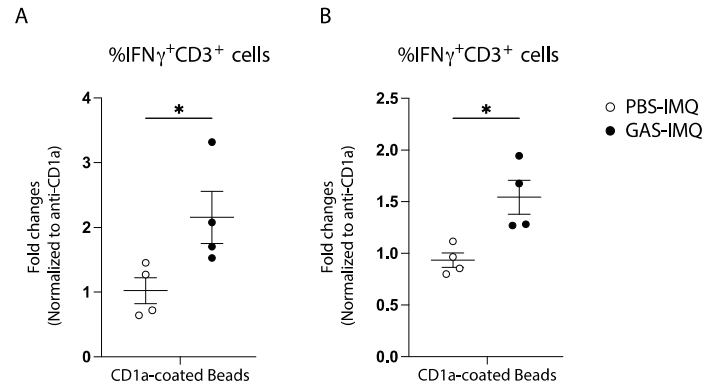 A
%IFNγ⁺CD3⁺ cells
*
4
3
2
1
0
Fold changes
(Normalized to anti-CD1a)
CD1a-coated Beads
B
%IFNγ⁺CD3⁺ cells
*
2.5
2.0
1.5
1.0
0.5
0.0
Fold changes
(Normalized to anti-CD1a)
CD1a-coated Beads
PBS-IMQ
GAS-IMQ